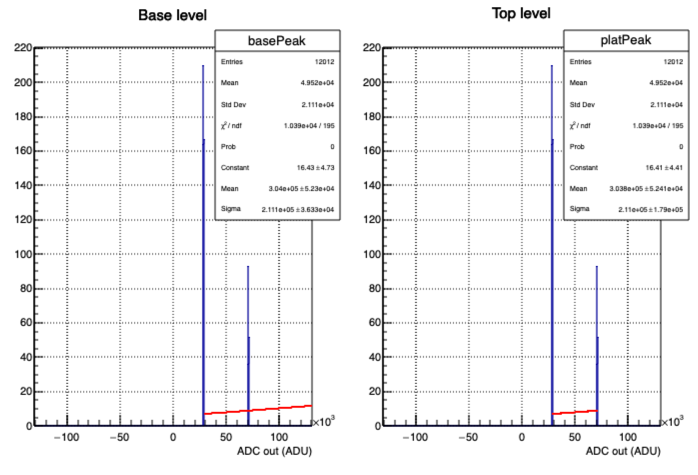 Base level
basePeak
Entries 12012
Mean 4.952e+04
Std Dev 2.111e+04
χ² / ndf 1.039e+04 / 195
Prob 0
Constant 16.43 ± 4.73
Mean 3.04e+05 ± 5.23e+04
Sigma 2.111e+05 ± 3.633e+04
220
200
180
160
140
120
100
80
60
40
20
0
−100 −50 0 50 100 ×10³
ADC out (ADU)
Top level
platPeak
Entries 12012
Mean 4.952e+04
Std Dev 2.111e+04
χ² / ndf 1.039e+04 / 195
Prob 0
Constant 16.41 ± 4.41
Mean 3.038e+05 ± 5.241e+04
Sigma 2.11e+05 ± 1.79e+05
220
200
180
160
140
120
100
80
60
40
20
0
−100 −50 0 50 100 ×10³
ADC out (ADU)